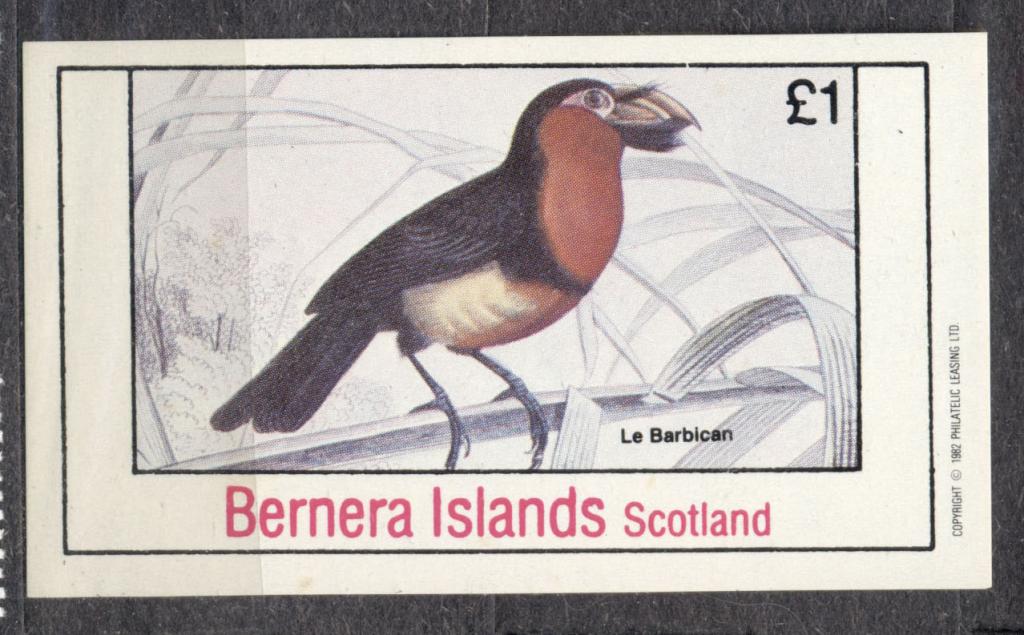 £1
Le Barbican
Bernera Islands Scotland
COPYRIGHT © 1982 PHILATELIC LEASING LTD.